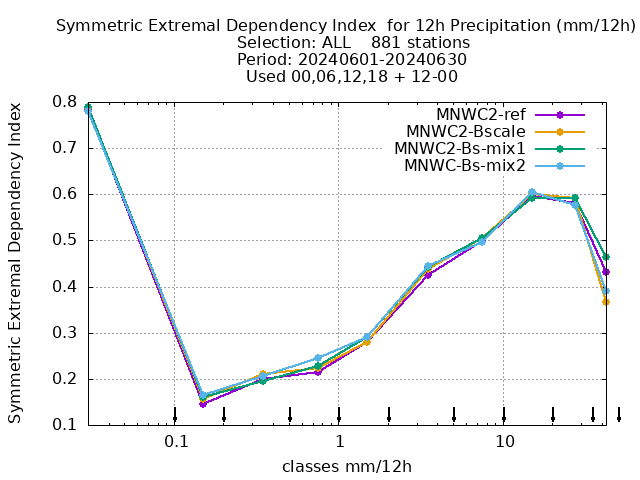 Symmetric Extremal Dependency Index  for 12h Precipitation (mm/12h)
Selection: ALL    881 stations
Period: 20240601-20240630
Used 00,06,12,18 + 12-00
Symmetric Extremal Dependency Index
0.8
0.7
0.6
0.5
0.4
0.3
0.2
0.1
MNWC2-ref
MNWC2-Bscale
MNWC2-Bs-mix1
MNWC-Bs-mix2
0.1 1 10
classes mm/12h